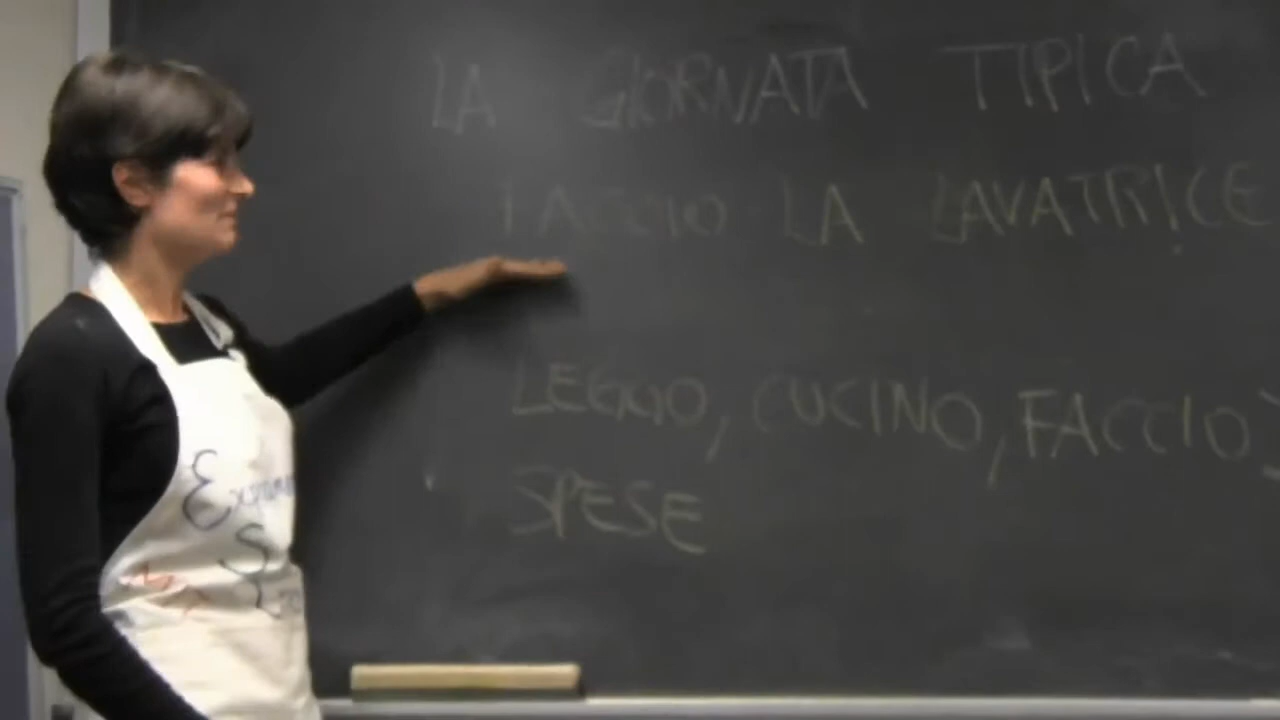 LA GIORNATA TIPICA
FACCIO LA LAVATRICE
LEGGO, CUCINO, FACCIO
SPESE